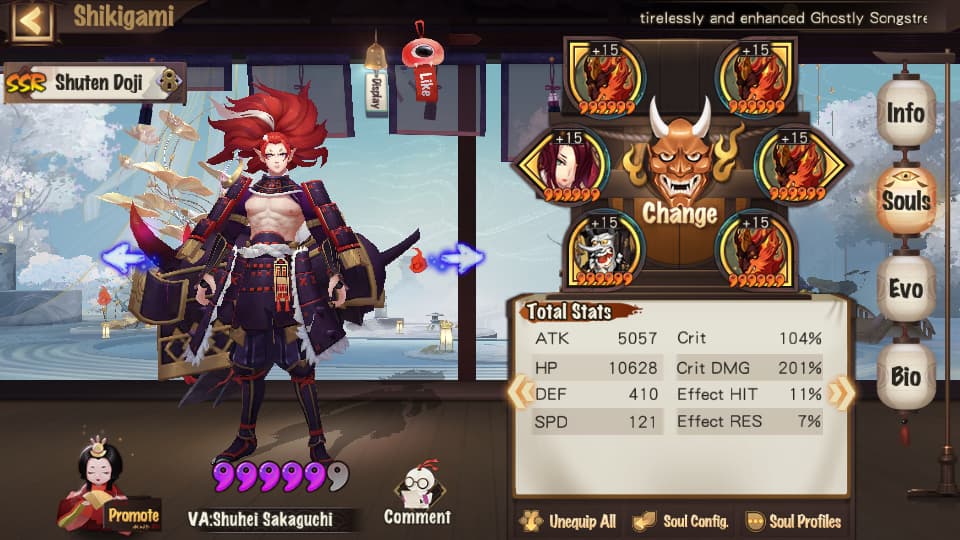 Shikigami
tirelessly and enhanced Ghostly Songstre
SSR Shuten Doji
Display
Like
+15
+15
+15
+15
+15
+15
Change
Info
Souls
Evo
Bio
Total Stats
ATK 5057 Crit 104%
HP 10628 Crit DMG 201%
DEF 410 Effect HIT 11%
SPD 121 Effect RES 7%
Promote
VA:Shuhei Sakaguchi
Comment
Unequip All Soul Config. Soul Profiles